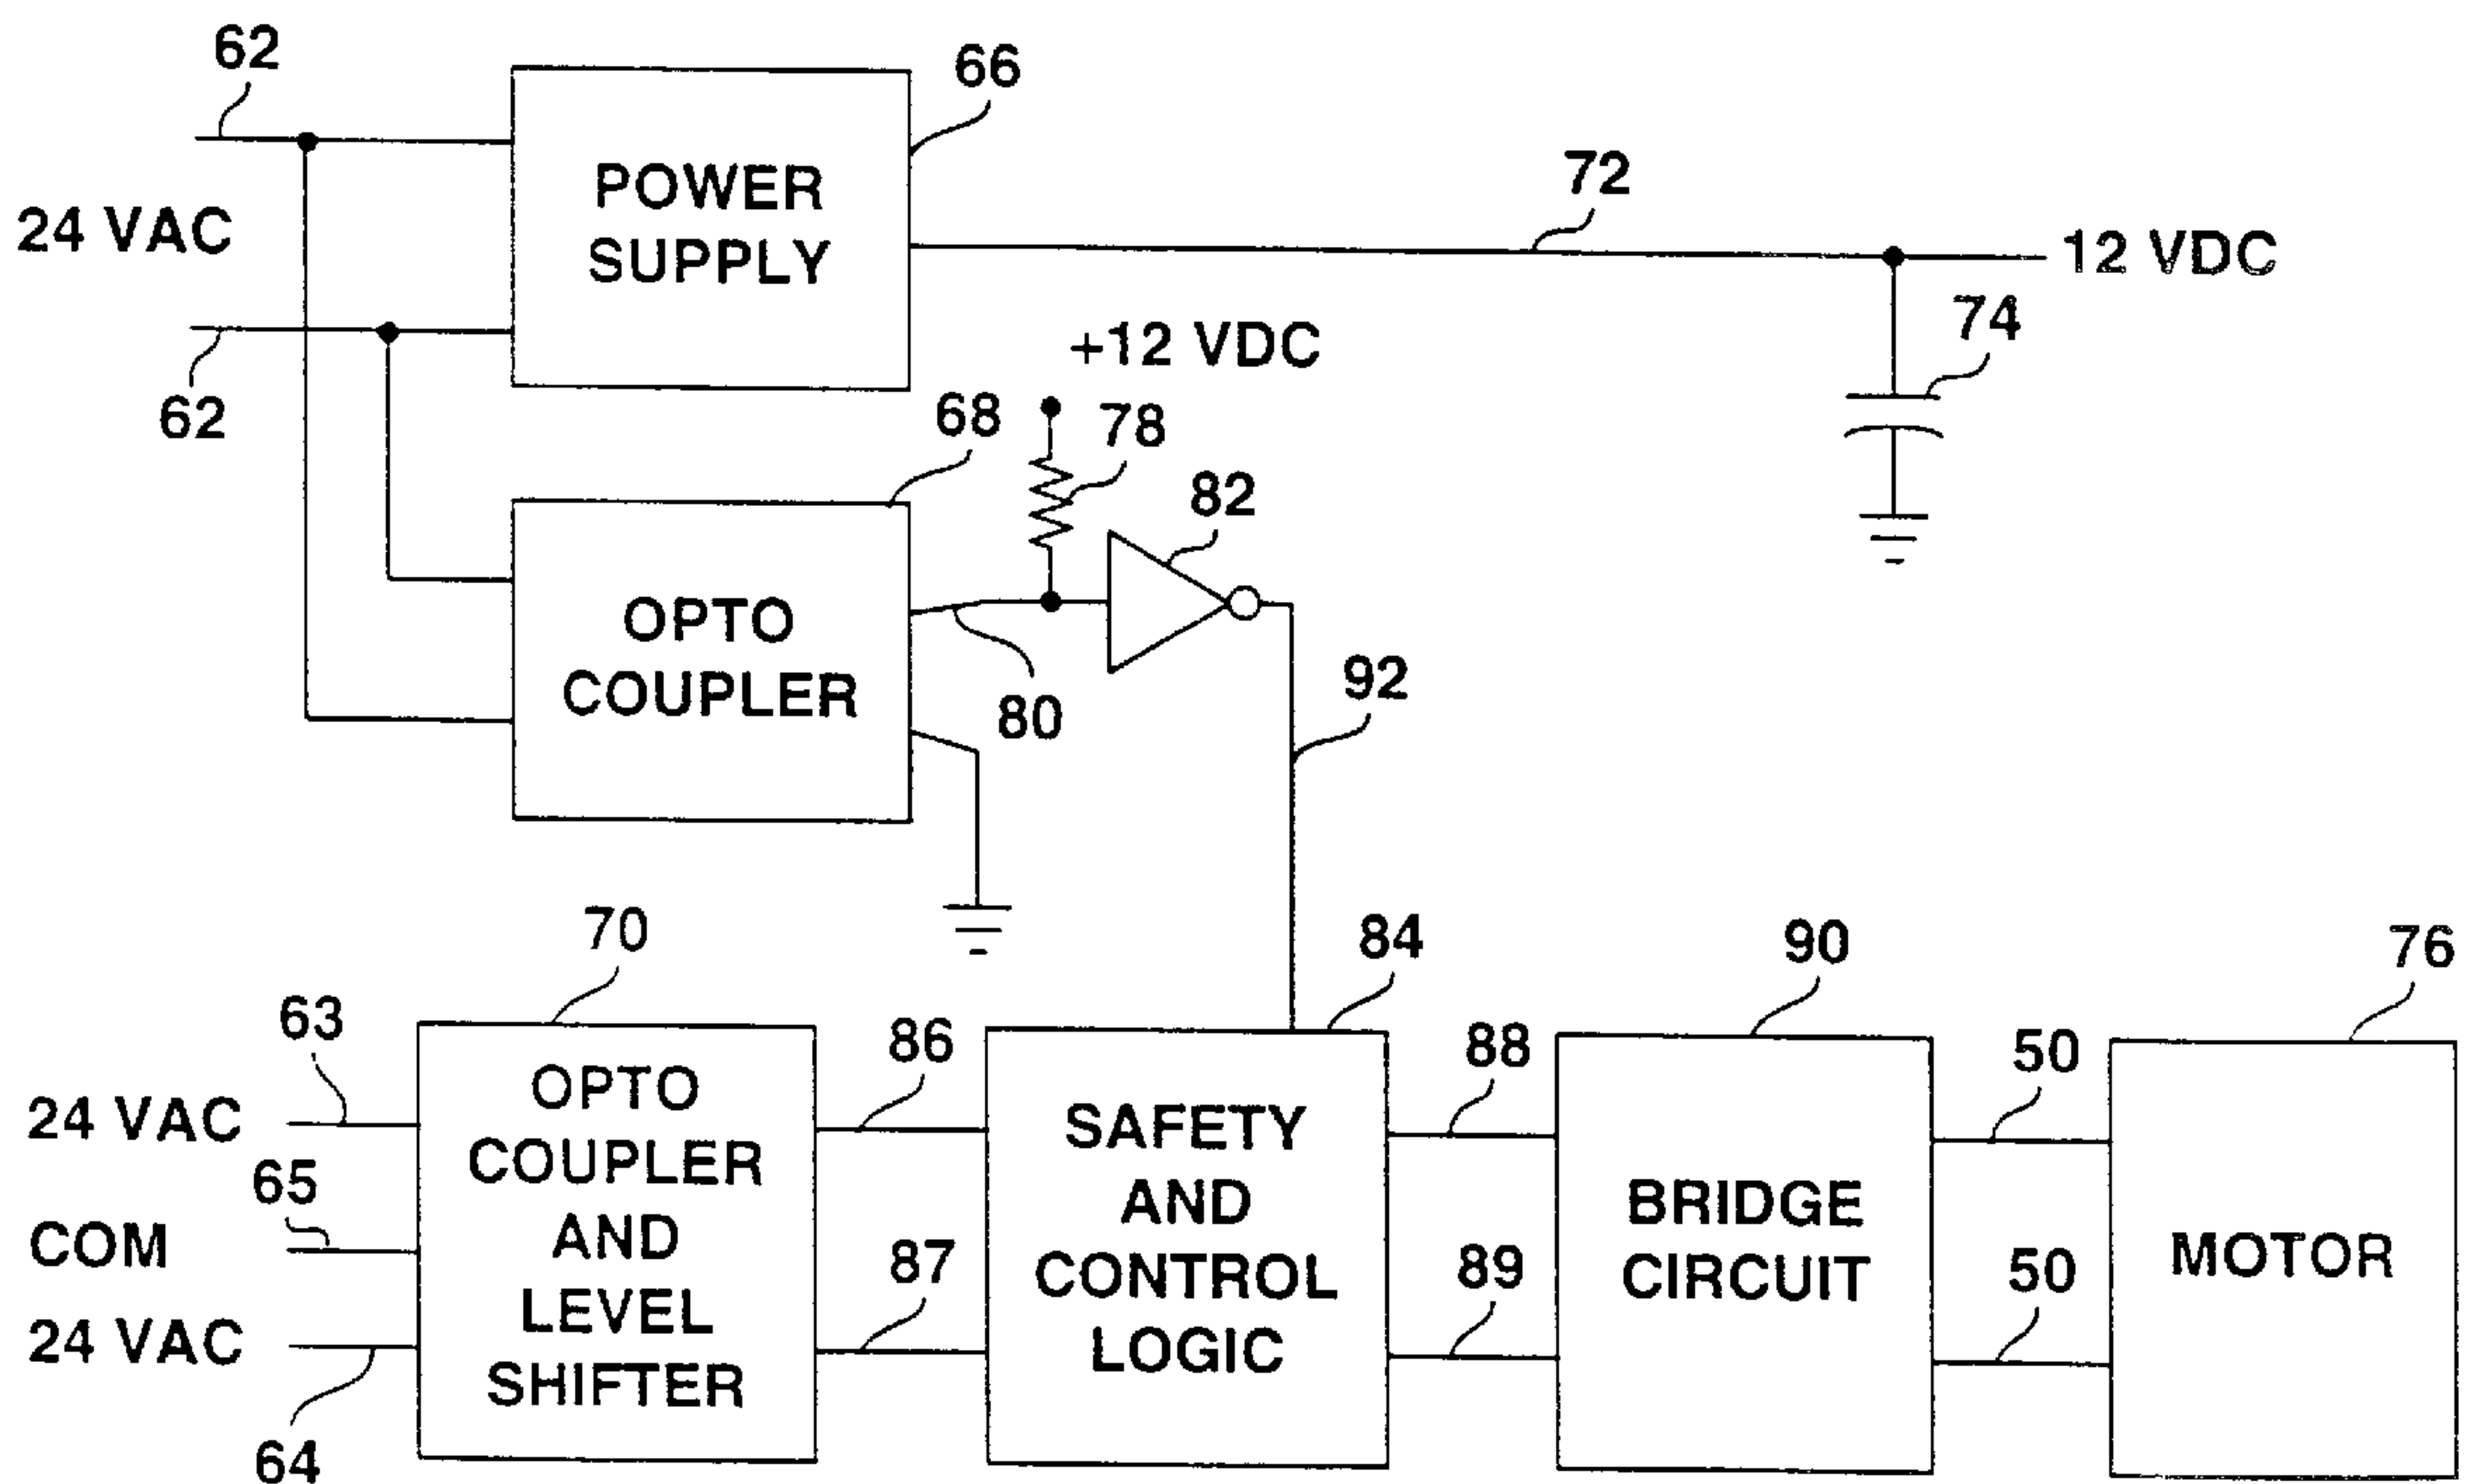 62
66
POWER
SUPPLY
72
24 VAC
12 VDC
62
+12 VDC
74
68
78
82
OPTO
COUPLER
80
92
70
84
90
76
63
24 VAC
65
COM
24 VAC
64
OPTO
COUPLER
AND
LEVEL
SHIFTER
86
87
SAFETY
AND
CONTROL
LOGIC
88
89
BRIDGE
CIRCUIT
50
50
MOTOR